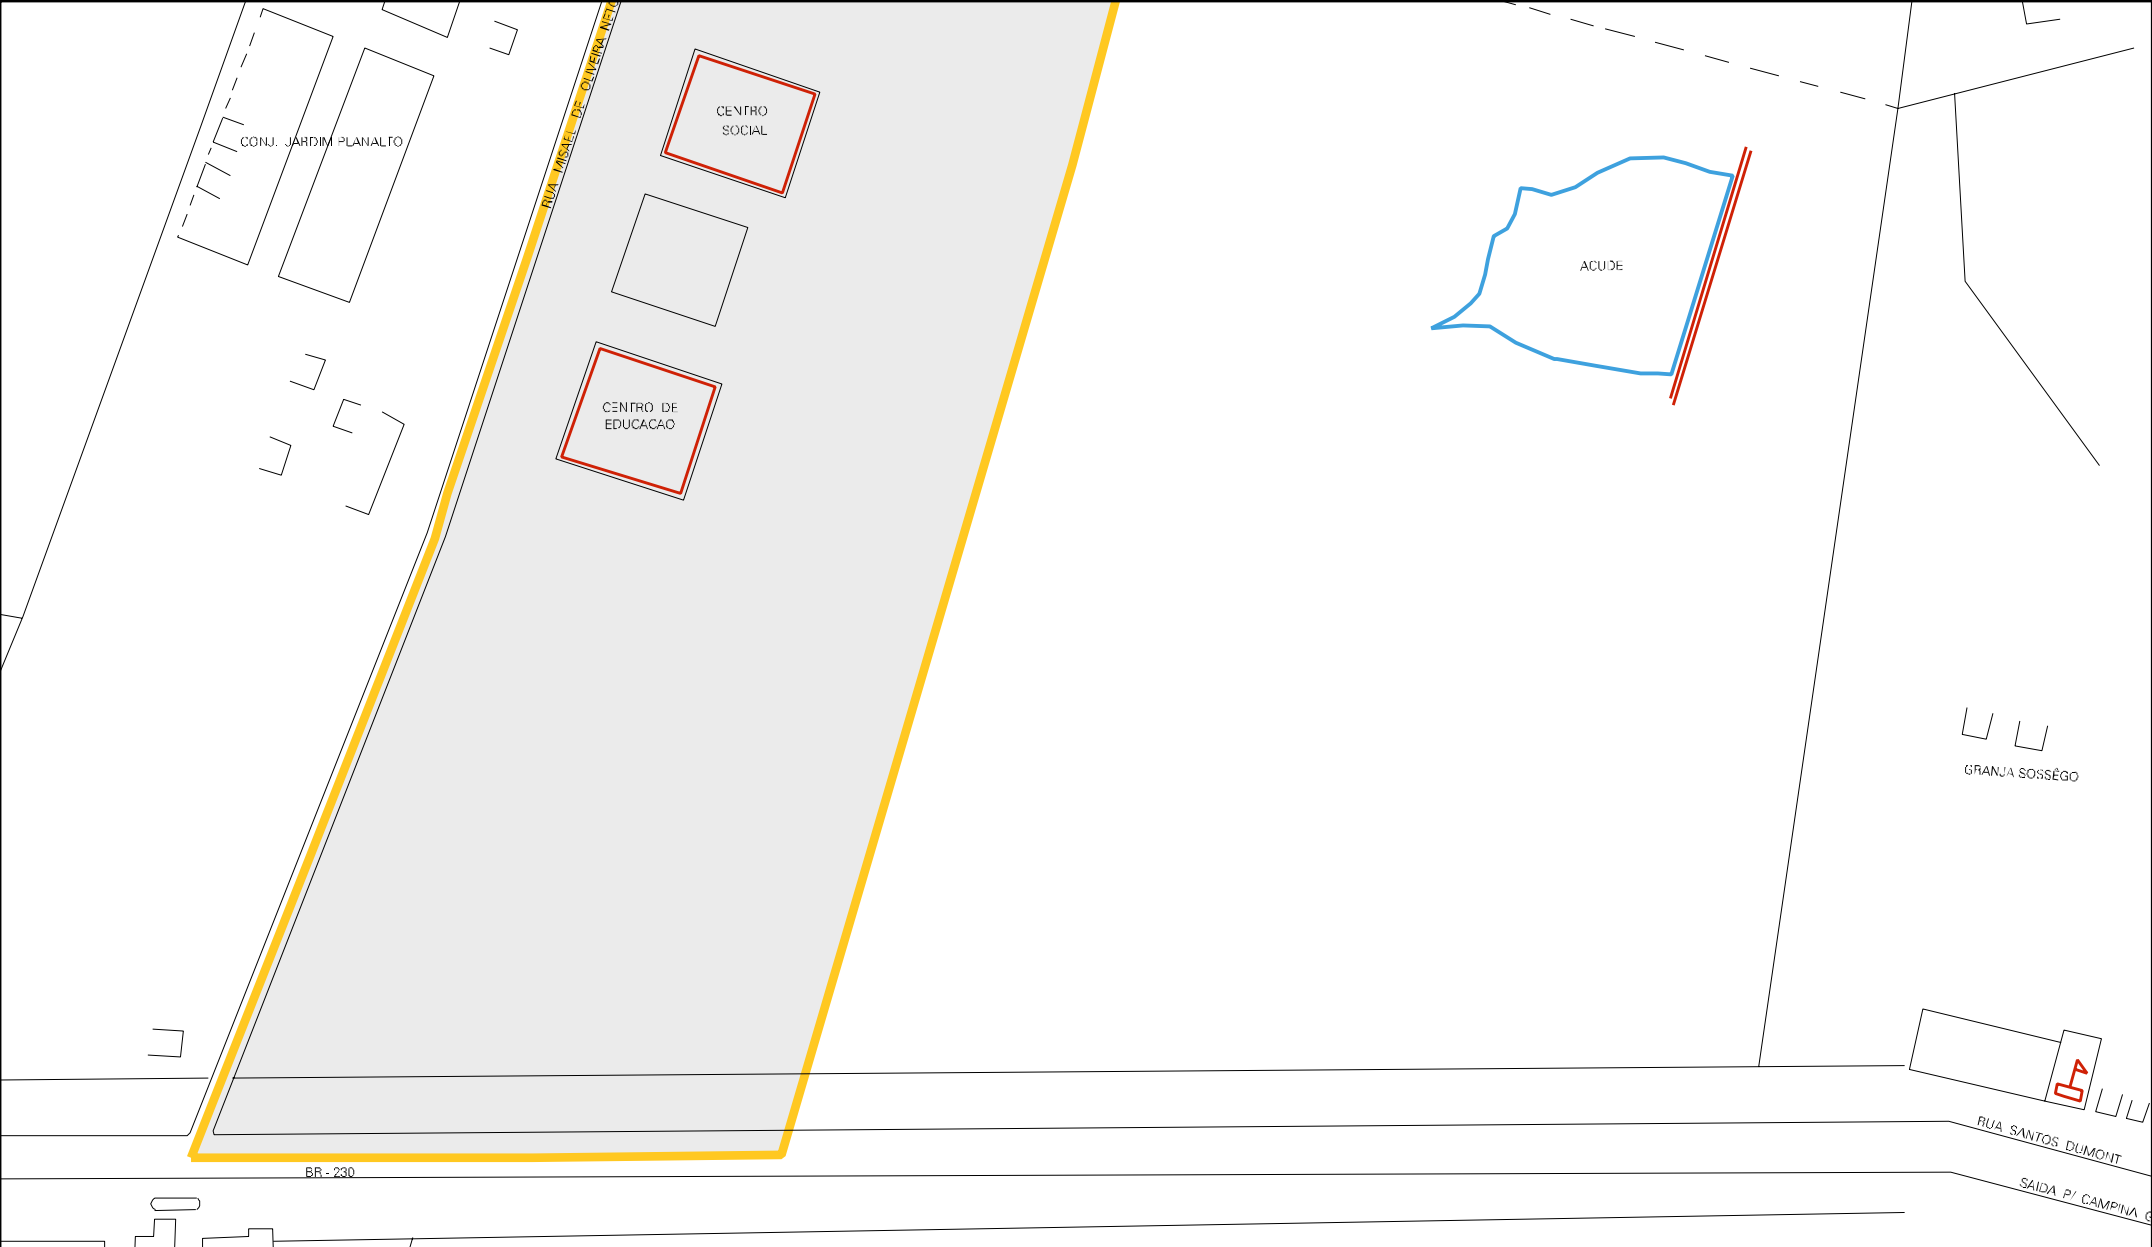 RUA MISAEL DE OLIVEIRA NETO
CENTRO
SOCIAL
CONJ. JARDIM PLANALTO
ACUDE
CENTRO DE
EDUCACAO
GRANJA SOSSÊGO
RUA SANTOS DUMONT
BR - 230
SAIDA P/ CAMPINA G